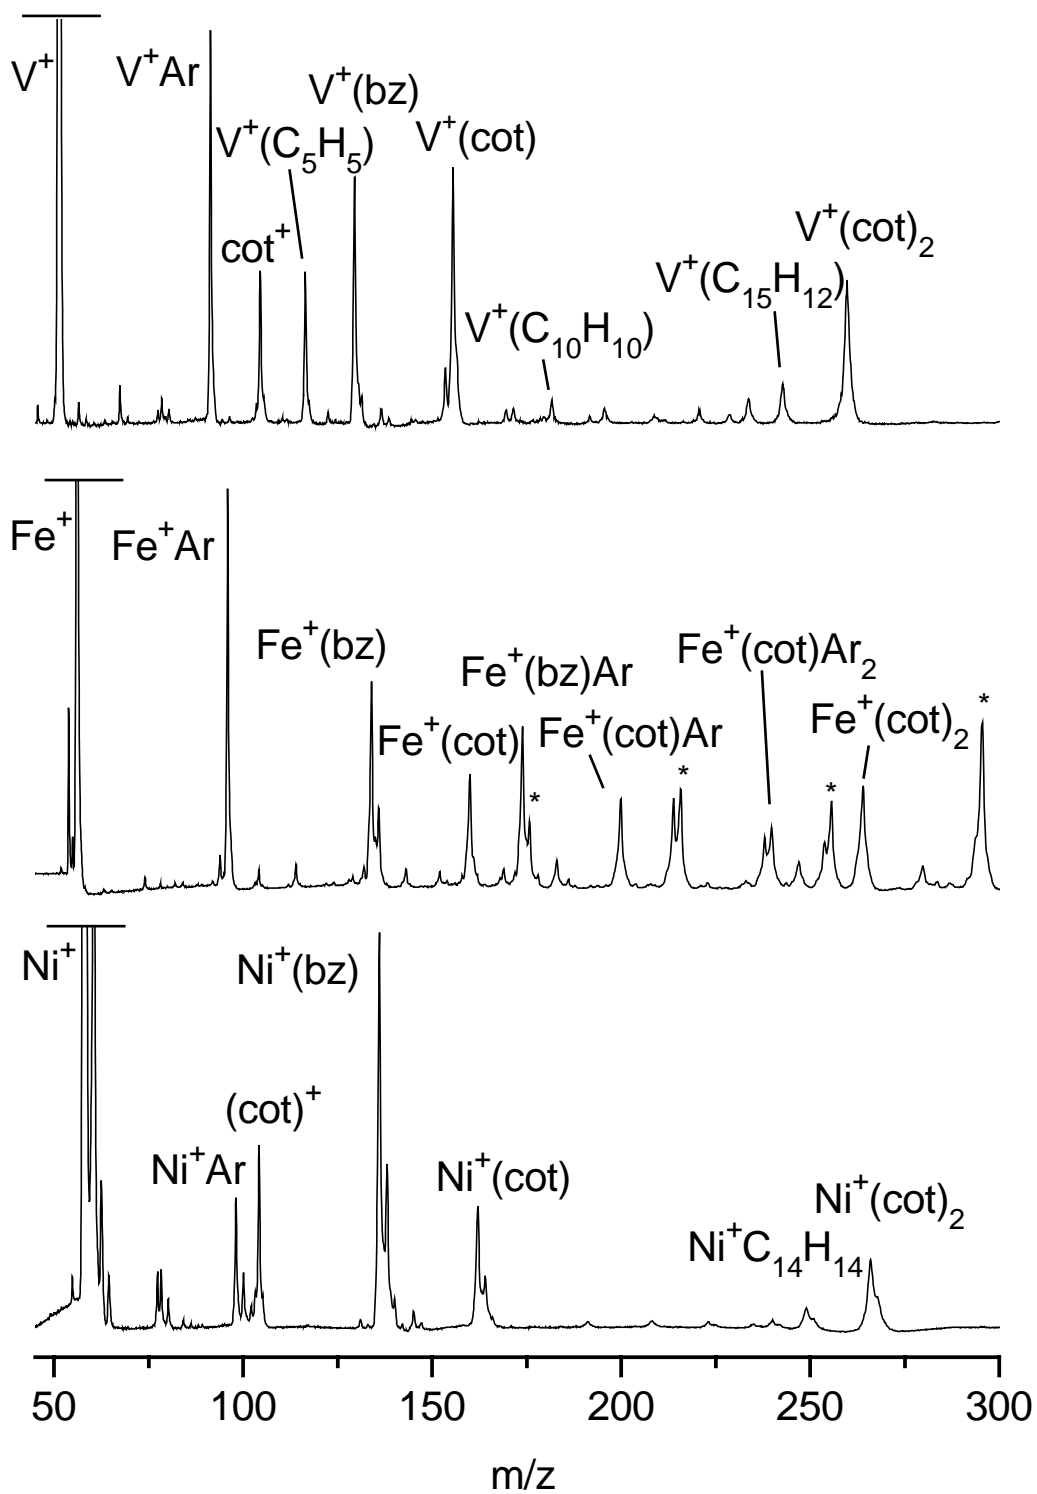 V⁺
V⁺Ar
V⁺(bz)
V⁺(C₅H₅)
V⁺(cot)
cot⁺
V⁺(cot)₂
V⁺(C₁₅H₁₂)
V⁺(C₁₀H₁₀)
Fe⁺
Fe⁺Ar
Fe⁺(bz)
Fe⁺(cot)Ar₂
Fe⁺(bz)Ar
Fe⁺(cot)
Fe⁺(cot)Ar
Fe⁺(cot)₂
*
*
*
*
Ni⁺
Ni⁺(bz)
(cot)⁺
Ni⁺Ar
Ni⁺(cot)
Ni⁺(cot)₂
Ni⁺C₁₄H₁₄
50 100 150 200 250 300
m/z